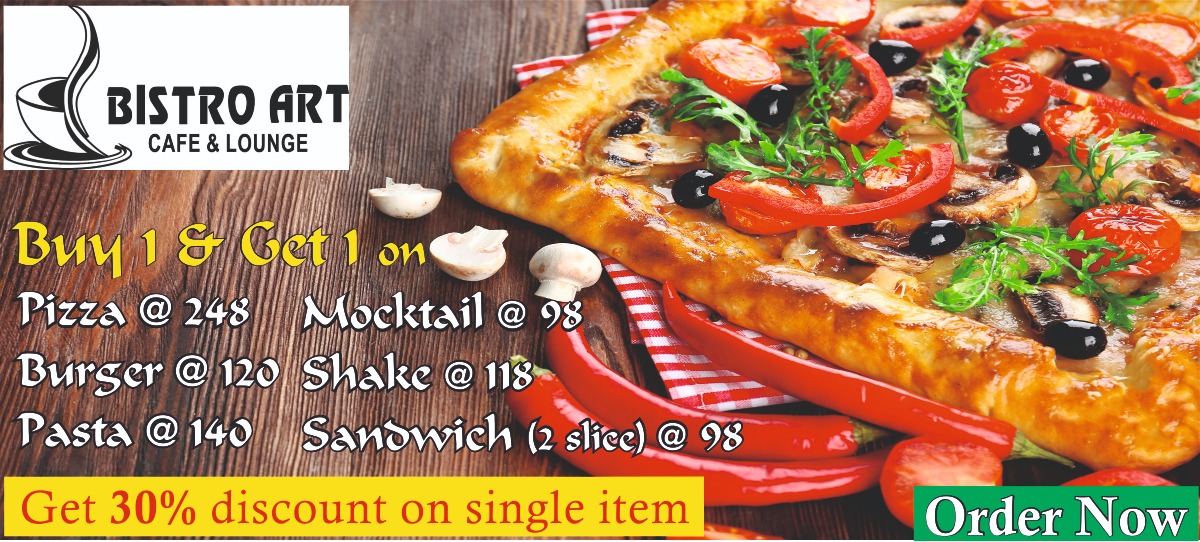 BISTRO ART
CAFE & LOUNGE
Buy 1 & Get 1 on
Pizza @ 248
Mocktail @ 98
Burger @ 120
Shake @ 118
Pasta @ 140
Sandwich (2 slice) @ 98
Get 30% discount on single item
Order Now